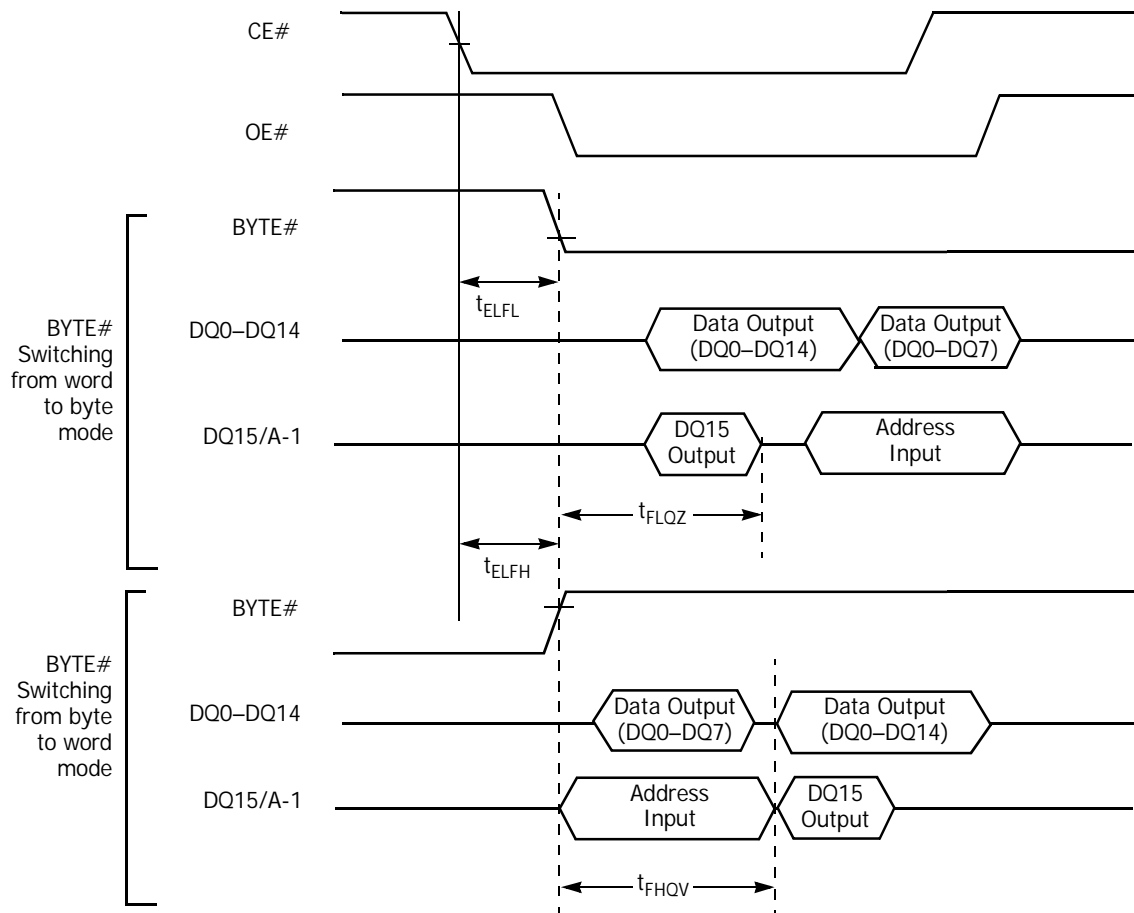 CE#
OE#
BYTE#
Switching
from word
to byte
mode
BYTE#
tELFL
DQ0–DQ14
Data Output
(DQ0–DQ14)
Data Output
(DQ0–DQ7)
DQ15/A-1
DQ15
Output
Address
Input
tFLQZ
tELFH
BYTE#
Switching
from byte
to word
mode
BYTE#
DQ0–DQ14
Data Output
(DQ0–DQ7)
Data Output
(DQ0–DQ14)
DQ15/A-1
Address
Input
DQ15
Output
tFHQV